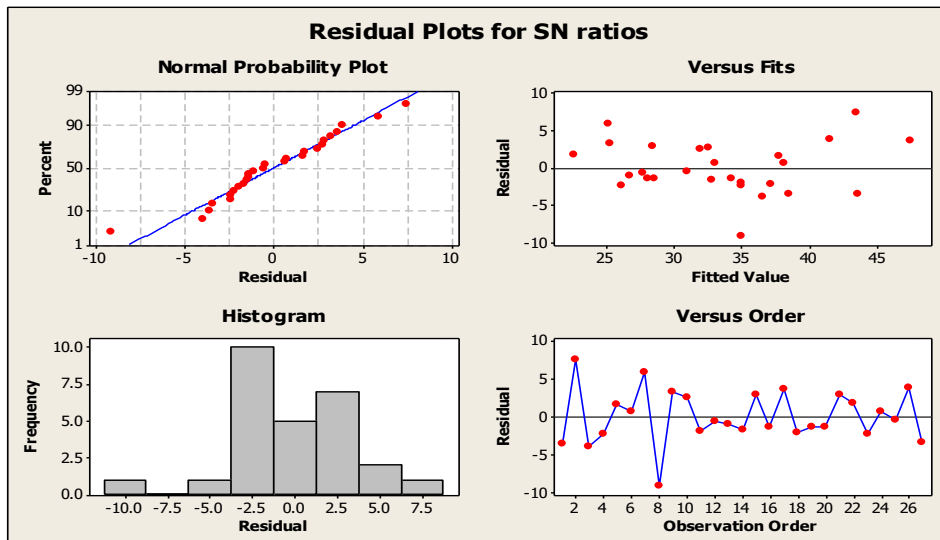 Residual Plots for SN ratios
Normal Probability Plot
Percent
99
90
50
10
1
-10 -5 0 5 10
Residual
Versus Fits
Residual
10
5
0
-5
-10
25 30 35 40 45
Fitted Value
Histogram
Frequency
10.0
7.5
5.0
2.5
0.0
-10.0 -7.5 -5.0 -2.5 0.0 2.5 5.0 7.5
Residual
Versus Order
Residual
10
5
0
-5
-10
2 4 6 8 10 12 14 16 18 20 22 24 26
Observation Order